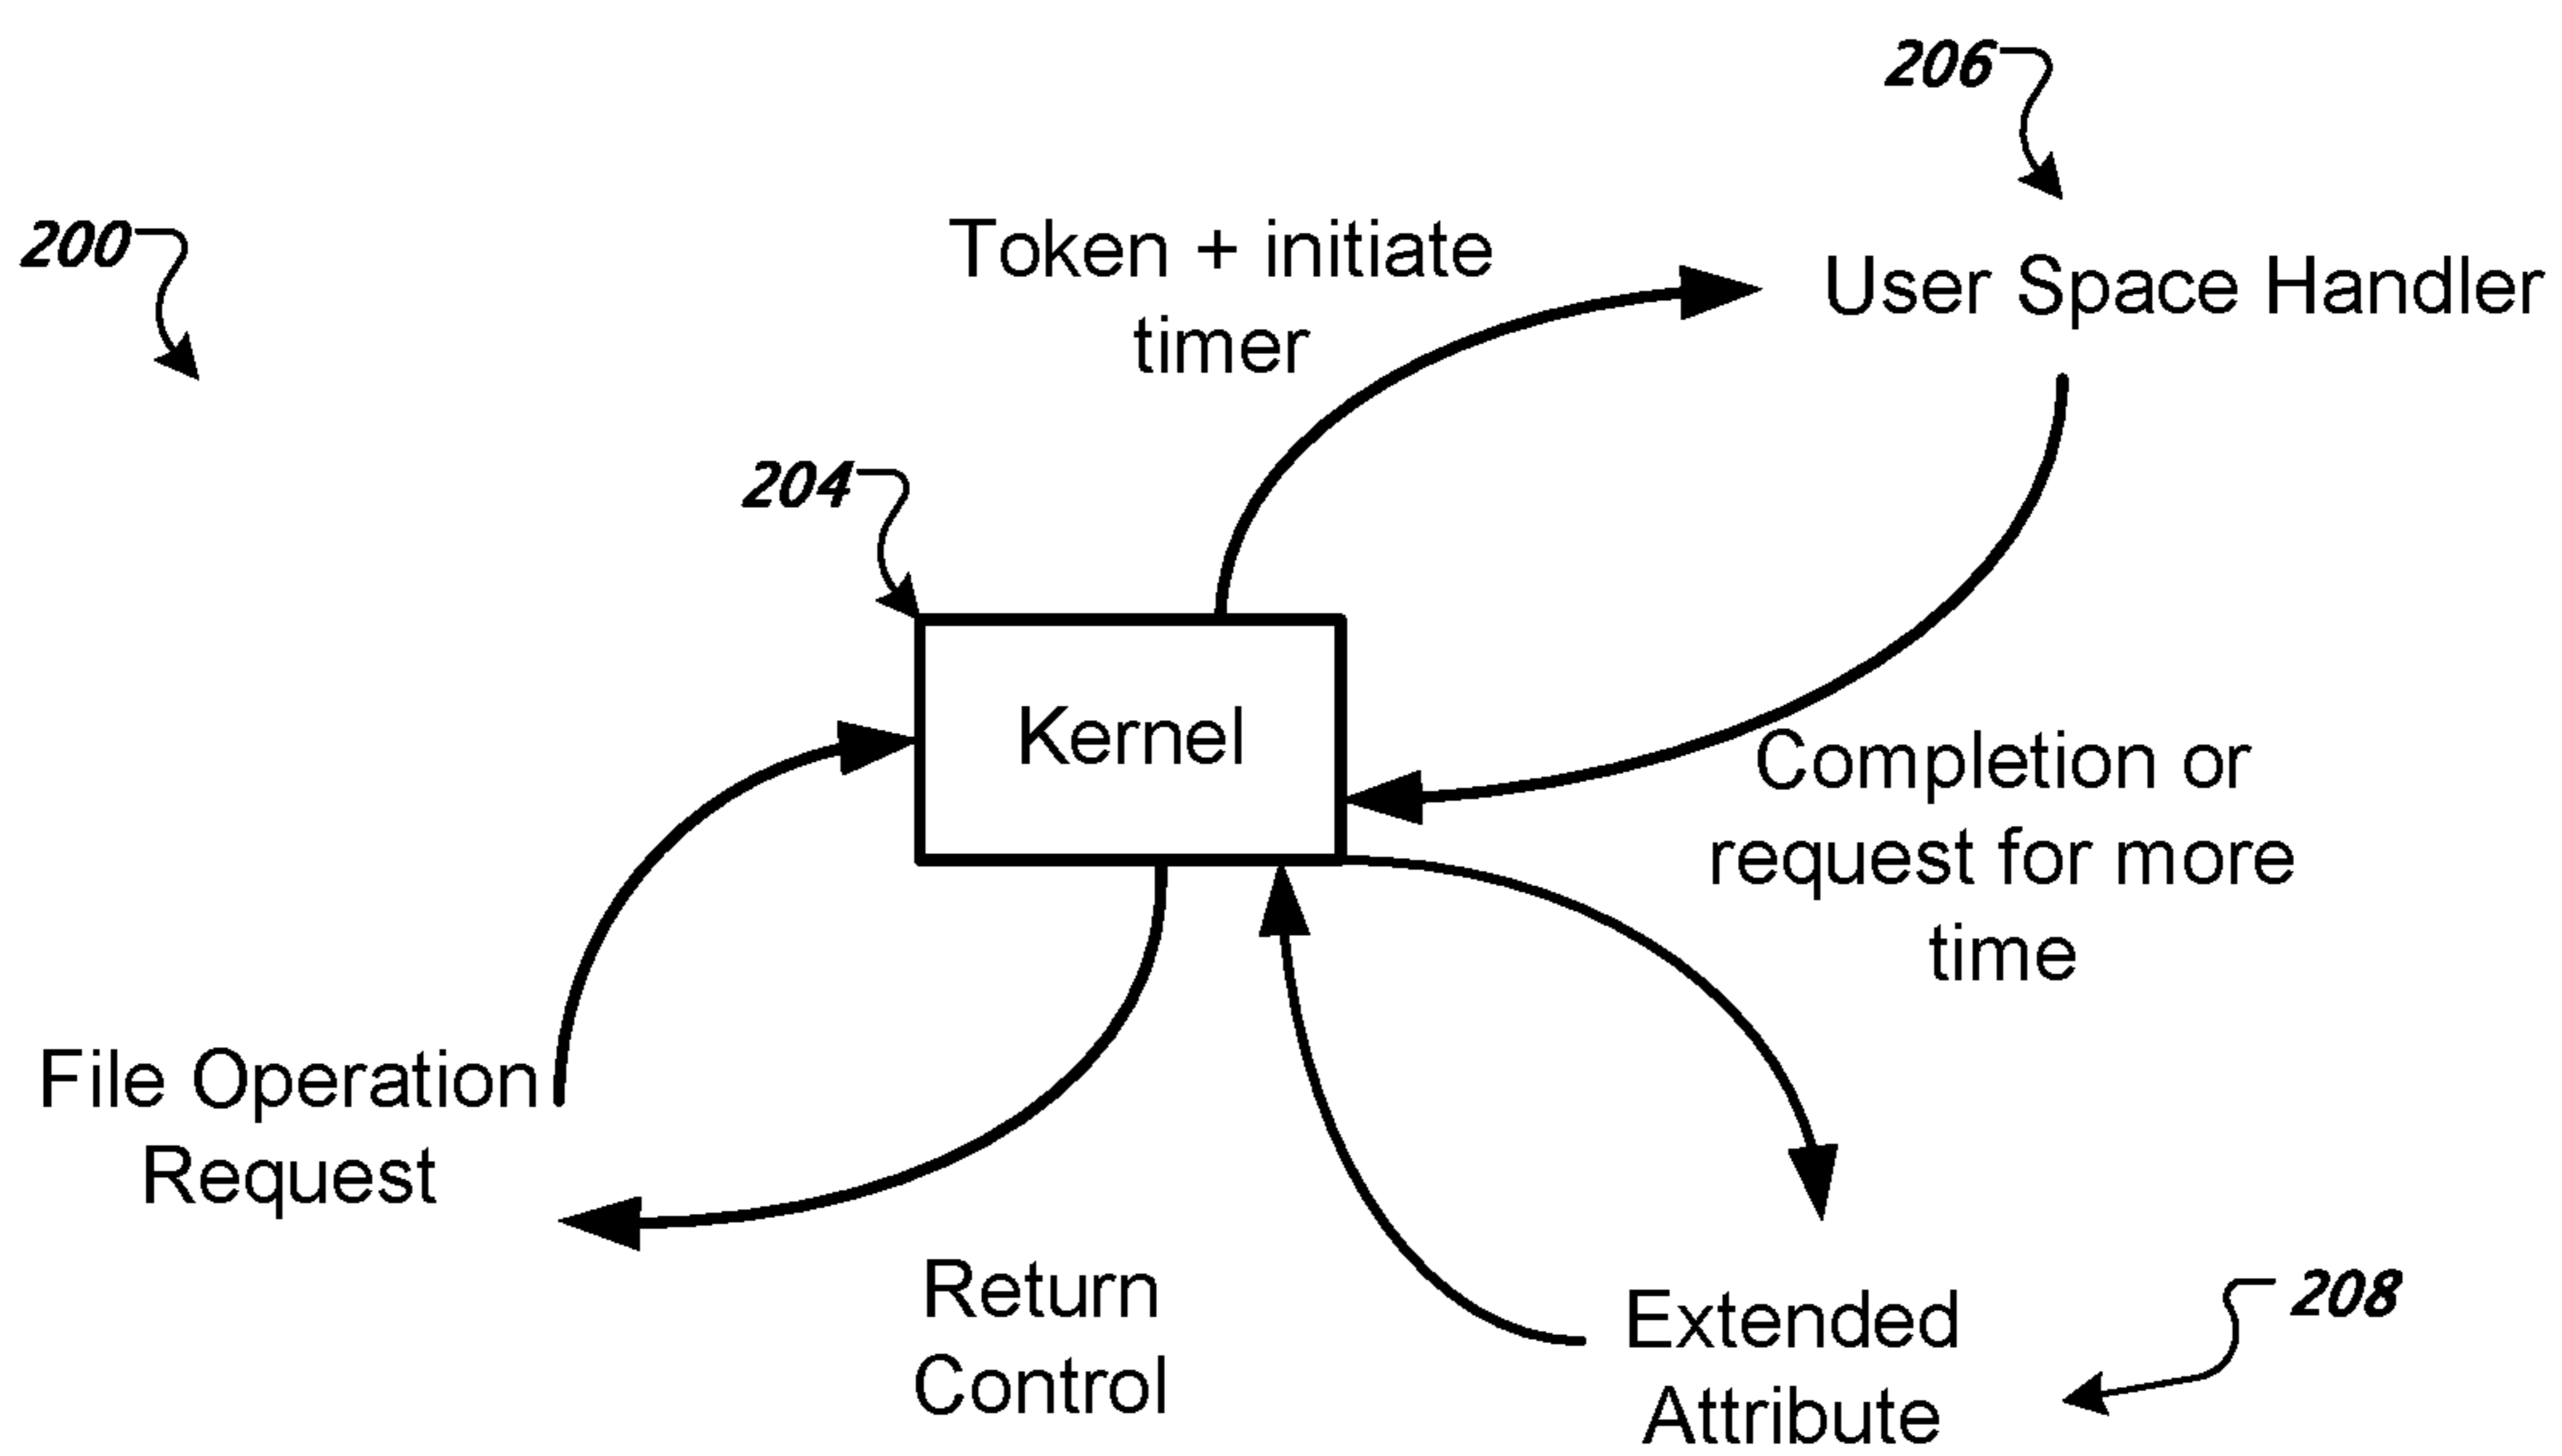 206
200
Token + initiate
timer
User Space Handler
204
Kernel
Completion or
request for more
time
File Operation
Request
Return
Control
208
Extended
Attribute